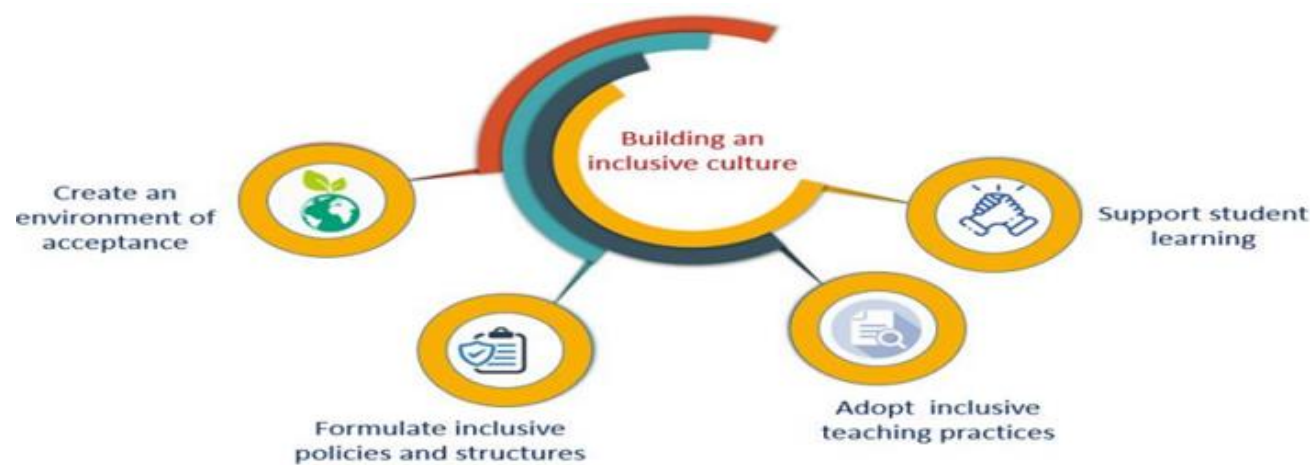 Building an
inclusive culture
Create an
environment of
acceptance
Formulate inclusive
policies and structures
Adopt inclusive
teaching practices
Support student
learning